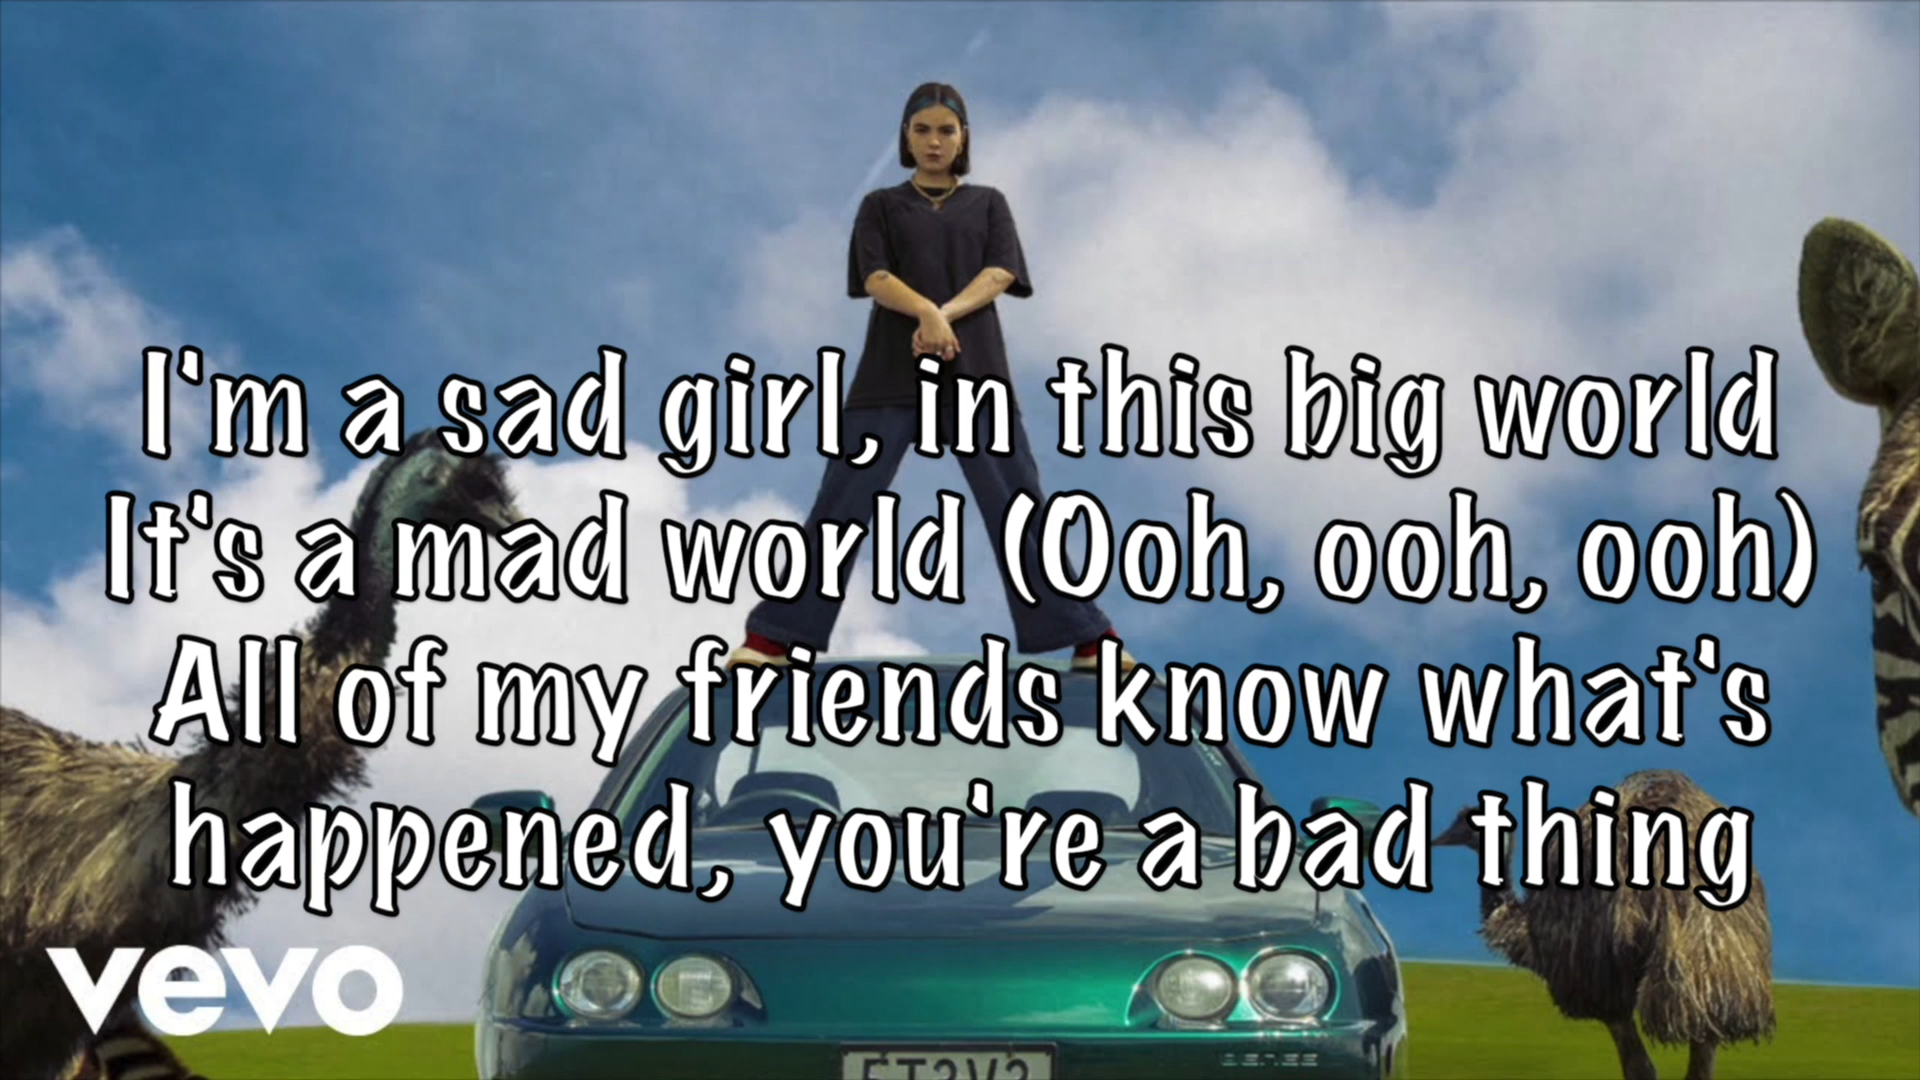 I'm a sad girl, in this big world
It's a mad world (Ooh, ooh, ooh)
All of my friends know what's
happened, you're a bad thing
vevo
BENEE